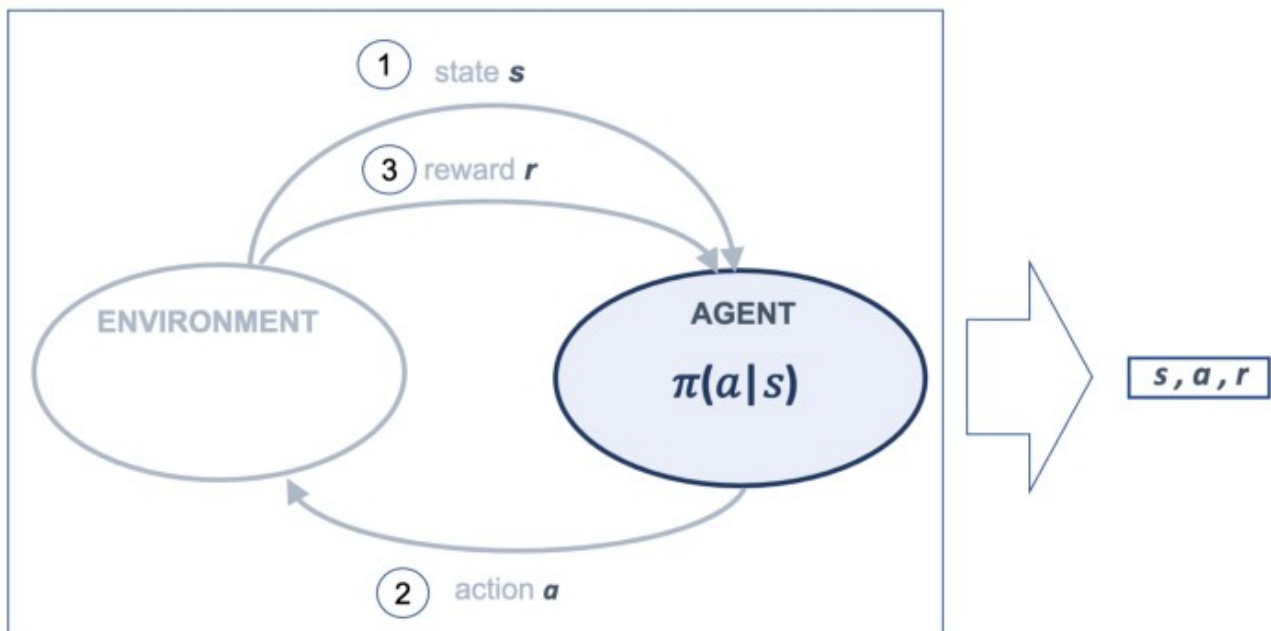 1 state s
3 reward r
ENVIRONMENT
AGENT
π(a|s)
s , a , r
2 action a